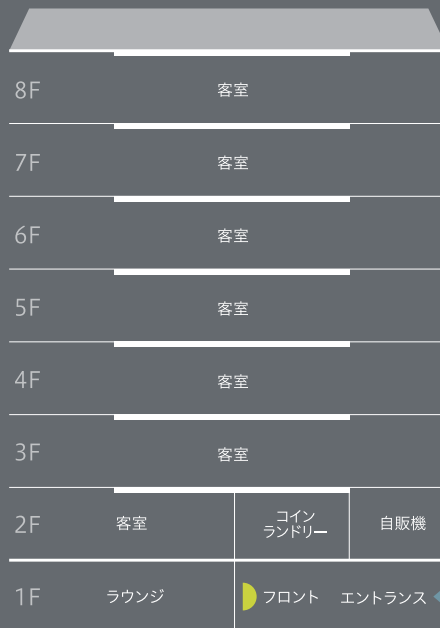 8F 客室
7F 客室
6F 客室
5F 客室
4F 客室
3F 客室
2F 客室 コイン 自販機
ランドリー
1F ラウンジ フロント エントランス